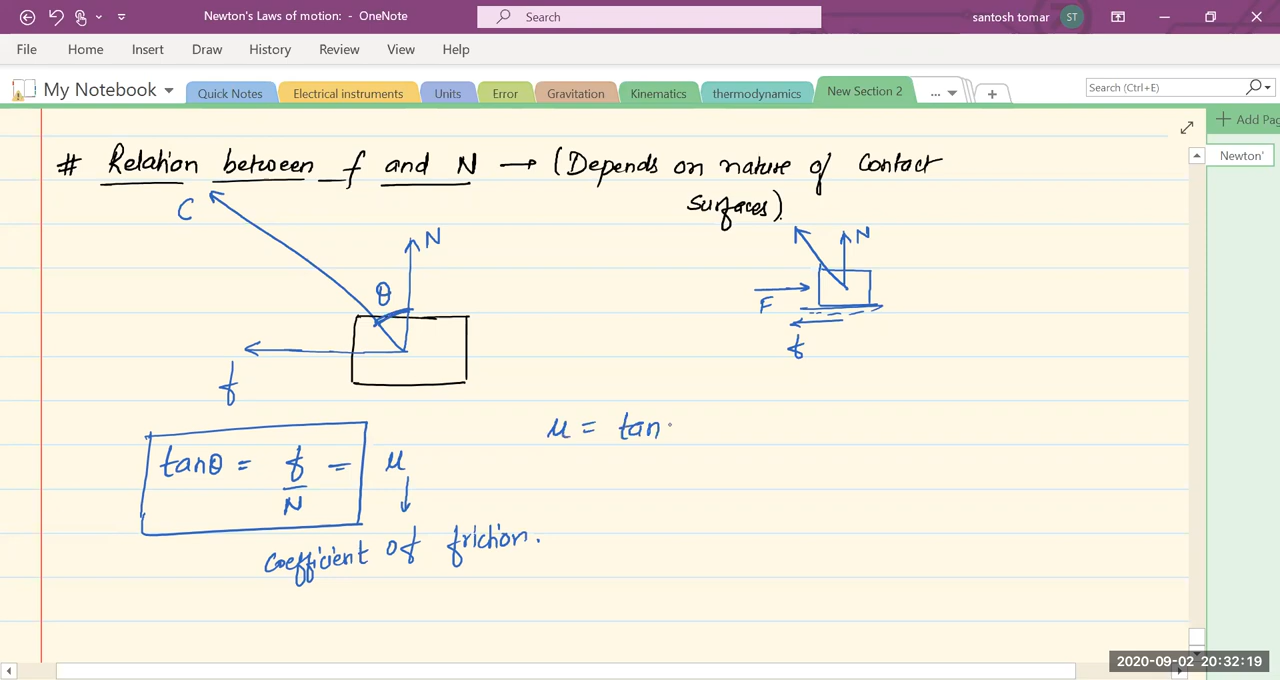 Newton's Laws of motion: - OneNote
Search
santosh tomar
ST
File Home Insert Draw History Review View Help
My Notebook
Quick Notes
Electrical instruments
Units
Error
Gravitation
Kinematics
thermodynamics
New Section 2
...
Search (Ctrl+E)
Add Pag
Newton'
# Relation between f and N → (Depends on nature of contact
surfaces).
C
N
θ
f
N
F
f
tanθ = f/N = μ
μ = tan
coefficient of friction.
2020-09-02 20:32:19